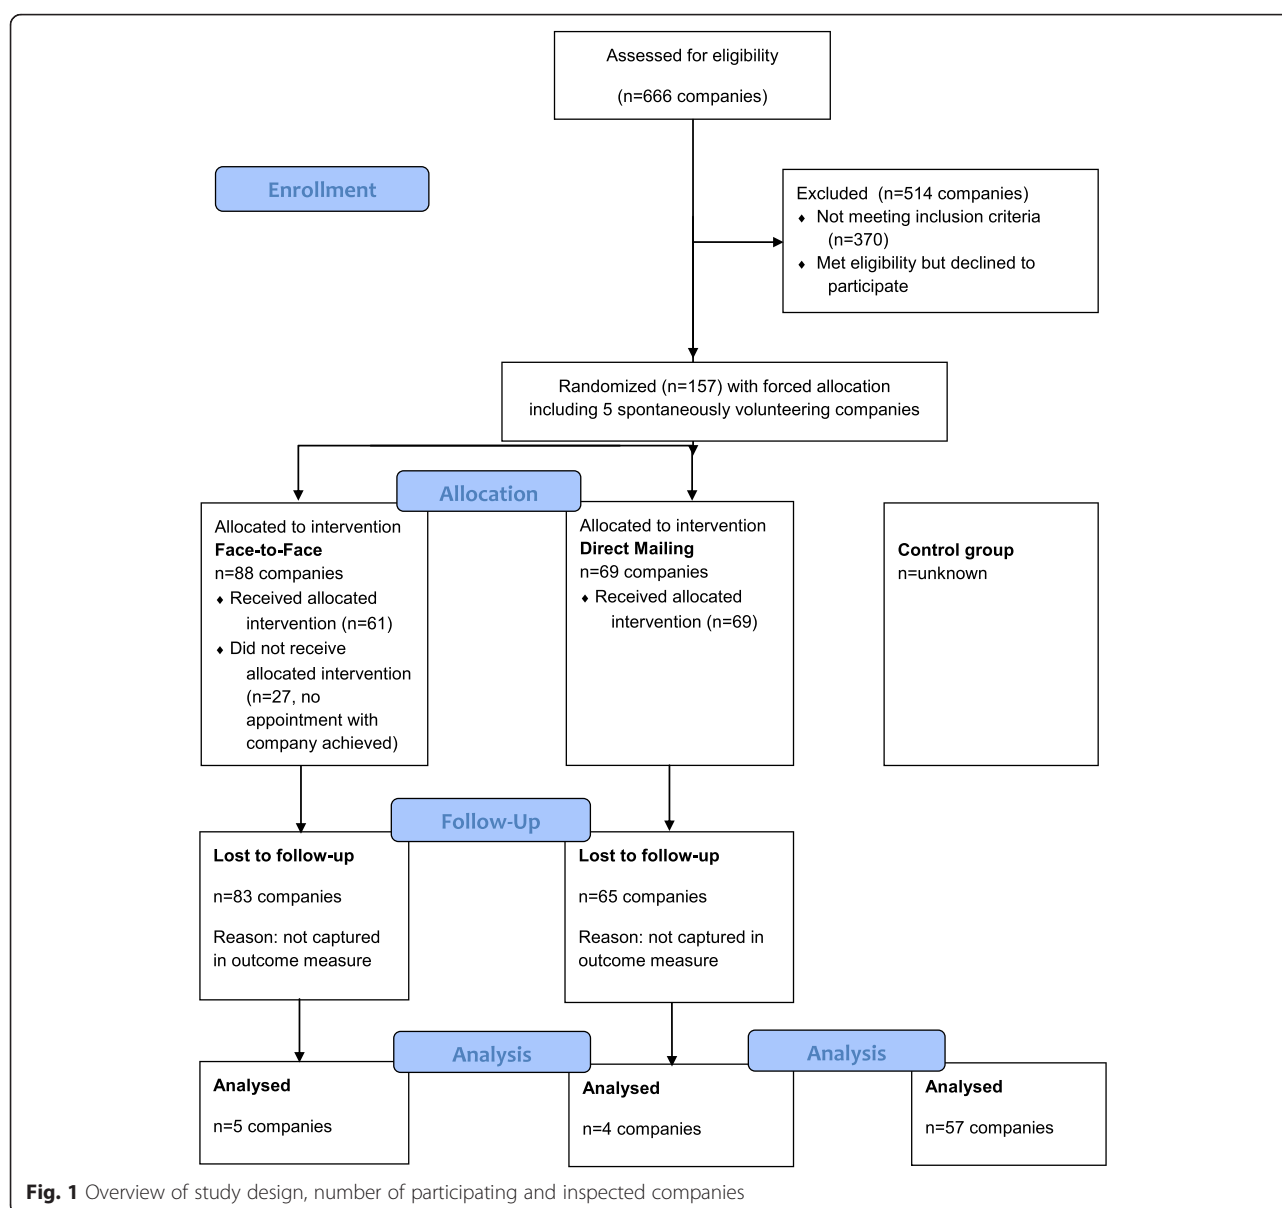 Assessed for eligibility
(n=666 companies)
Enrollment
Excluded (n=514 companies)
♦ Not meeting inclusion criteria
(n=370)
♦ Met eligibility but declined to
participate
Randomized (n=157) with forced allocation
including 5 spontaneously volunteering companies
Allocation
Allocated to intervention
Face-to-Face
n=88 companies
♦ Received allocated
intervention (n=61)
♦ Did not receive
allocated intervention
(n=27, no
appointment with
company achieved)
Allocated to intervention
Direct Mailing
n=69 companies
♦ Received allocated
intervention (n=69)
Control group
n=unknown
Follow-Up
Lost to follow-up
n=83 companies
Reason: not captured
in outcome measure
Lost to follow-up
n=65 companies
Reason: not captured in
outcome measure
Analysis
Analysis
Analysed
n=5 companies
Analysed
n=4 companies
Analysed
n=57 companies
Fig. 1 Overview of study design, number of participating and inspected companies